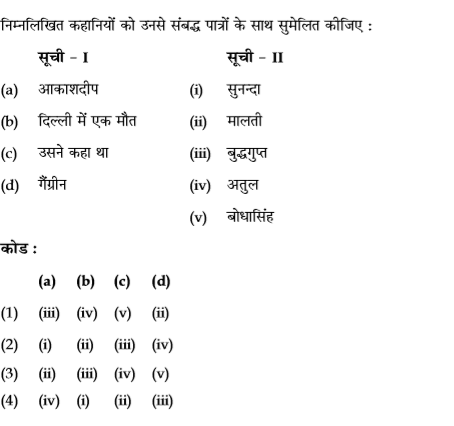 निम्नलिखित कहानियों को उनसे संबद्ध पात्रों के साथ सुमेलित कीजिए :
सूची - I सूची - II
(a) आकाशदीप (i) सुनन्दा
(b) दिल्ली में एक मौत (ii) मालती
(c) उसने कहा था (iii) बुद्धगुप्त
(d) गैंग्रीन (iv) अतुल
(v) बोधासिंह
कोड :
(a) (b) (c) (d)
(1) (iii) (iv) (v) (ii)
(2) (i) (ii) (iii) (iv)
(3) (ii) (iii) (iv) (v)
(4) (iv) (i) (ii) (iii)